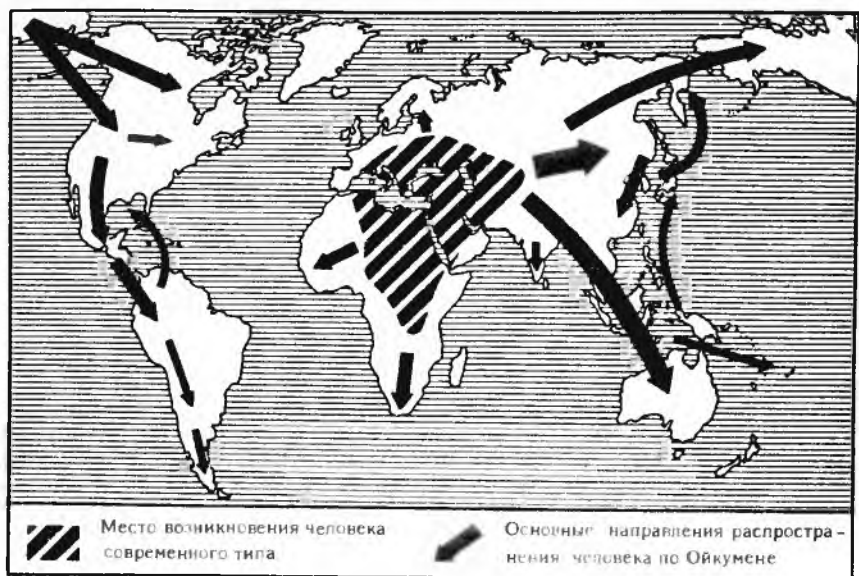 Место возникновения человека
современного типа
Основные направления распростра-
нения человека по Ойкумене